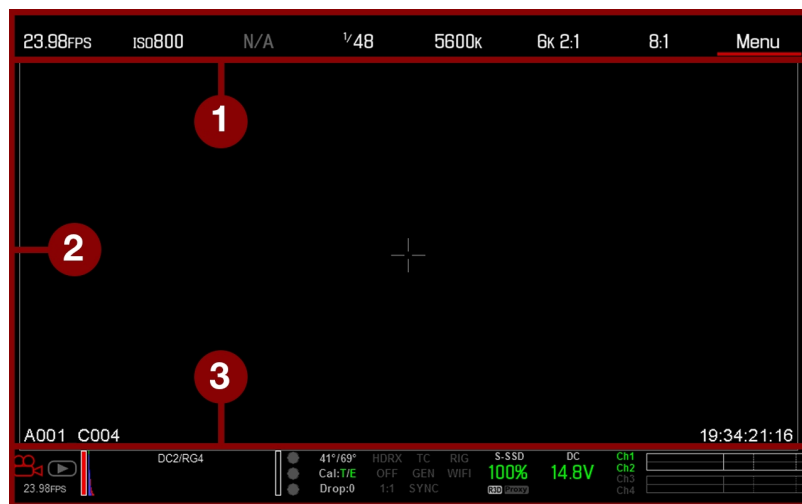 23.98FPS ISO800 N/A 1/48 5600K 6K 2:1 8:1 Menu
1
2
3
A001 C004 19:34:21:16
DC2/RG4 41°/69° HDRX TC RIG S-SSD DC Ch1
Cal:T/E OFF GEN WIFI 100% 14.8V Ch2
23.98FPS Drop:0 1:1 SYNC R3D Proxy Ch3
Ch4